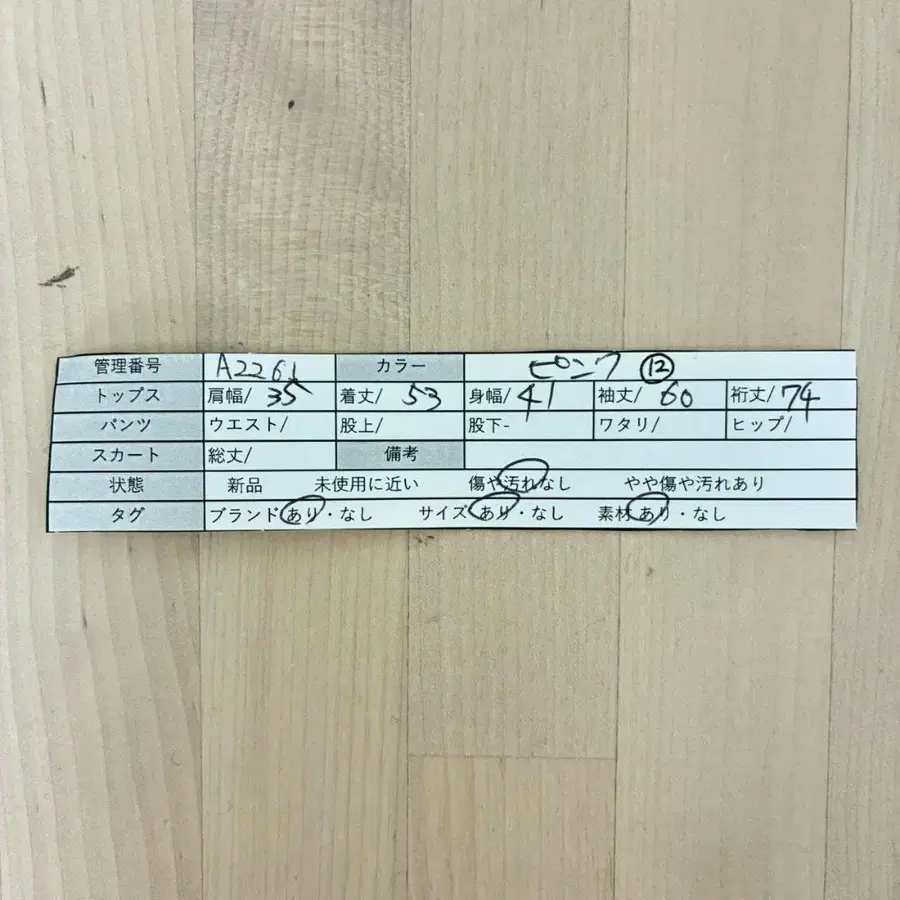 管理番号 A2261 カラー ピンク ⑫
トップス 肩幅/ 35 着丈/ 53 身幅/ 41 袖丈/ 60 裄丈/ 74
パンツ ウエスト/ 股上/ 股下- ワタリ/ ヒップ/
スカート 総丈/ 備考
状態 新品 未使用に近い 傷や汚れなし やや傷や汚れあり
タグ ブランドあり・なし サイズ あり・なし 素材 あり・なし